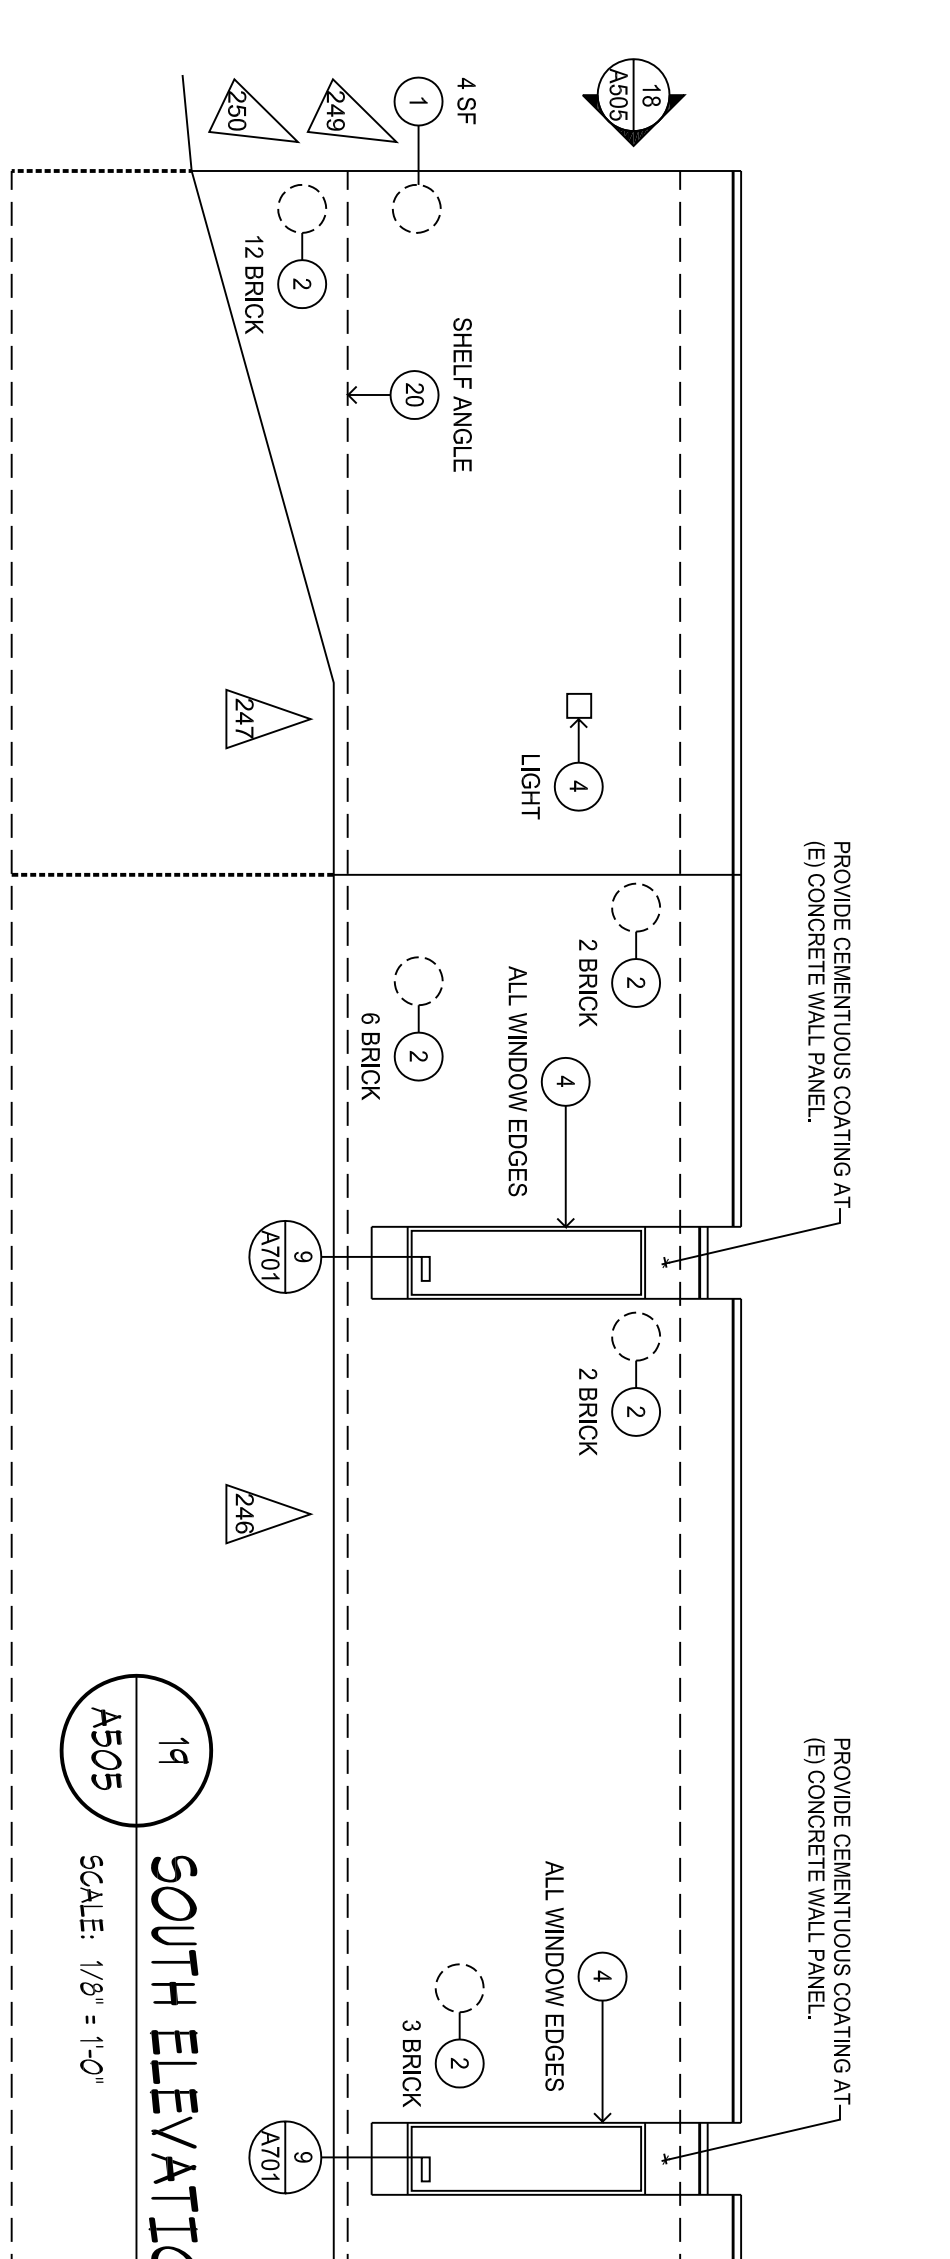 PROVIDE CEMENTUOUS COATING AT
(E) CONCRETE WALL PANEL.
PROVIDE CEMENTUOUS COATING AT
(E) CONCRETE WALL PANEL.
18
A505
4 SF
1
249
250
2
12 BRICK
SHELF ANGLE
20
4
LIGHT
247
2
2 BRICK
2
6 BRICK
4
ALL WINDOW EDGES
9
A701
2
2 BRICK
246
4
ALL WINDOW EDGES
2
3 BRICK
9
A701
19
A505
SOUTH ELEVATIO
SCALE: 1/8" = 1'-0"